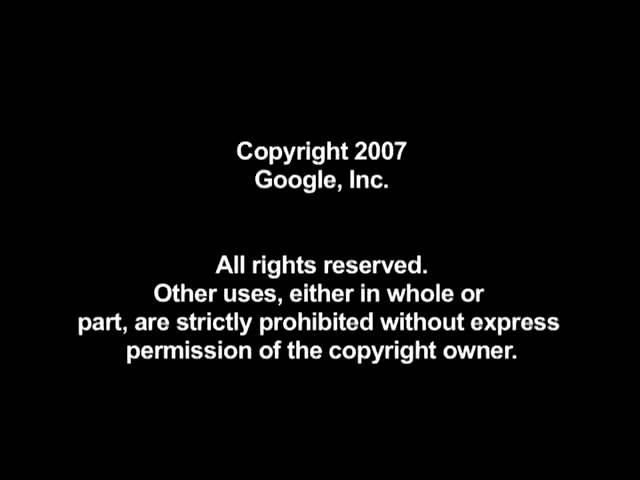 Copyright 2007
Google, Inc.
All rights reserved.
Other uses, either in whole or
part, are strictly prohibited without express
permission of the copyright owner.